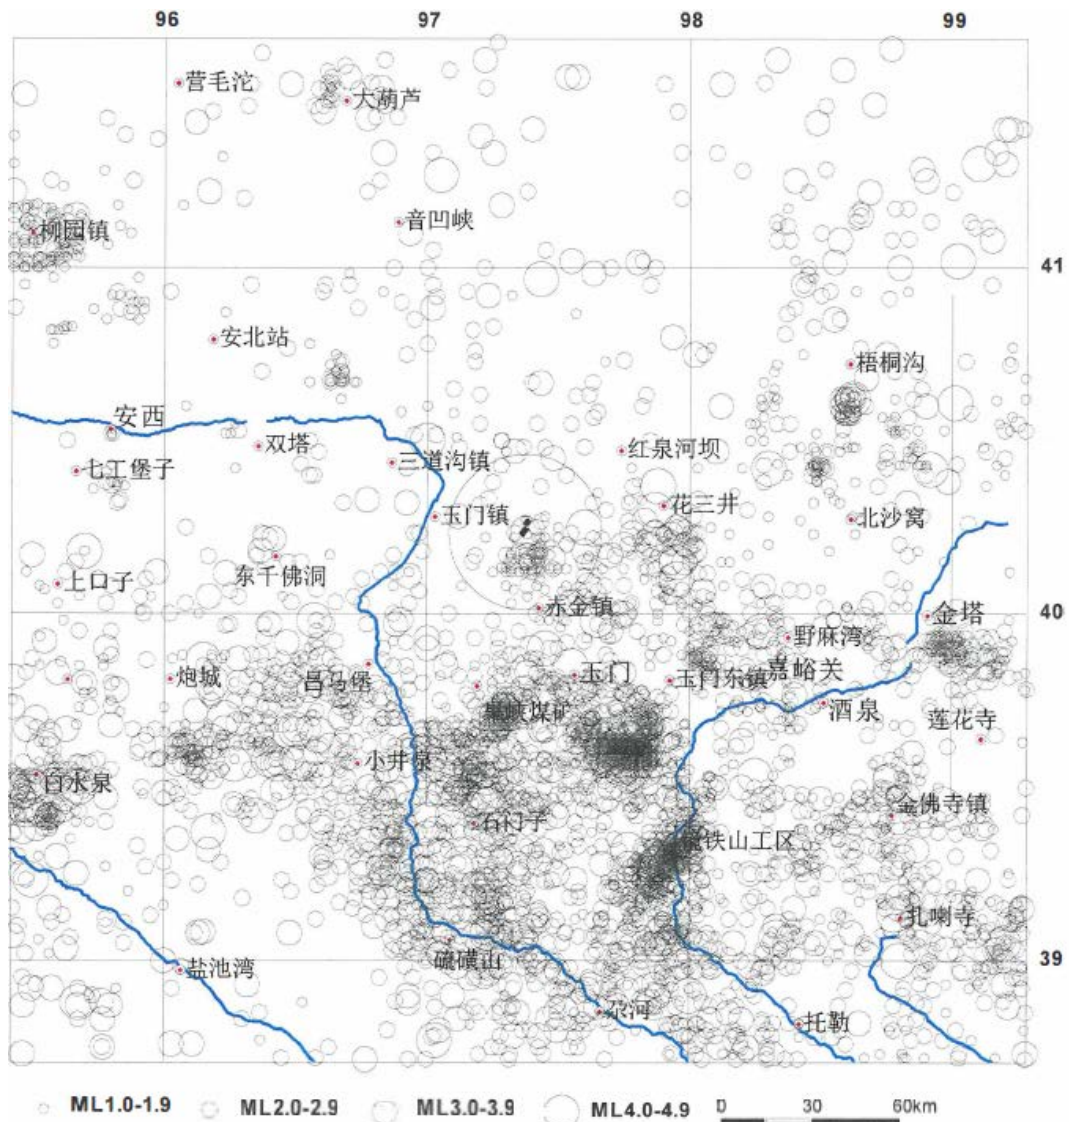 96 97 98 99
营毛沱
大葫芦
柳园镇
音凹峡
41
安北站
梧桐沟
安西
双塔
三道沟镇
红泉河坝
七工堡子
玉门镇
花三井
北沙窝
东千佛洞
上口子
赤金镇
40
金塔
野麻湾
昌马堡
炮城
玉门
玉门东镇
嘉峪关
煤矿
酒泉
莲花寺
小井泉
白水泉
石门子
金佛寺镇
铁山工区
扎喇寺
硫磺山
39
盐池湾
尕河
托勒
ML1.0-1.9 ML2.0-2.9 ML3.0-3.9 ML4.0-4.9 0 30 60km